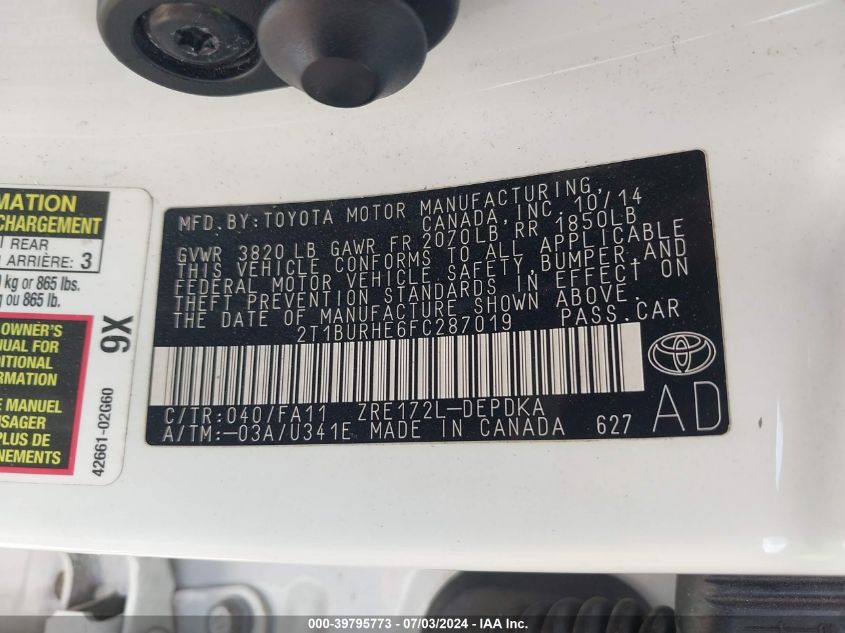 MATION
CHARGEMENT
REAR
ARRIÈRE: 3
kg or 865 lbs.
ou 865 lb.
OWNER'S
NUAL FOR
DITIONAL
RMATION
E MANUEL
USAGER
PLUS DE
NEMENTS
9X
42661-02G60
MFD. BY: TOYOTA MOTOR MANUFACTURING,
CANADA, INC. 10/14
GVWR 3820 LB GAWR FR 2070LB, RR 1850LB
THIS VEHICLE CONFORMS TO ALL APPLICABLE
FEDERAL MOTOR VEHICLE SAFETY, BUMPER, AND
THEFT PREVENTION STANDARDS IN EFFECT ON
THE DATE OF MANUFACTURE SHOWN ABOVE.
2T1BURHE6FC287019 PASS.CAR
C/TR:040/FA11 ZRE172L-DEPDKA
A/TM:-03A/U341E MADE IN CANADA 627
AD
000-39795773 - 07/03/2024 - IAA Inc.